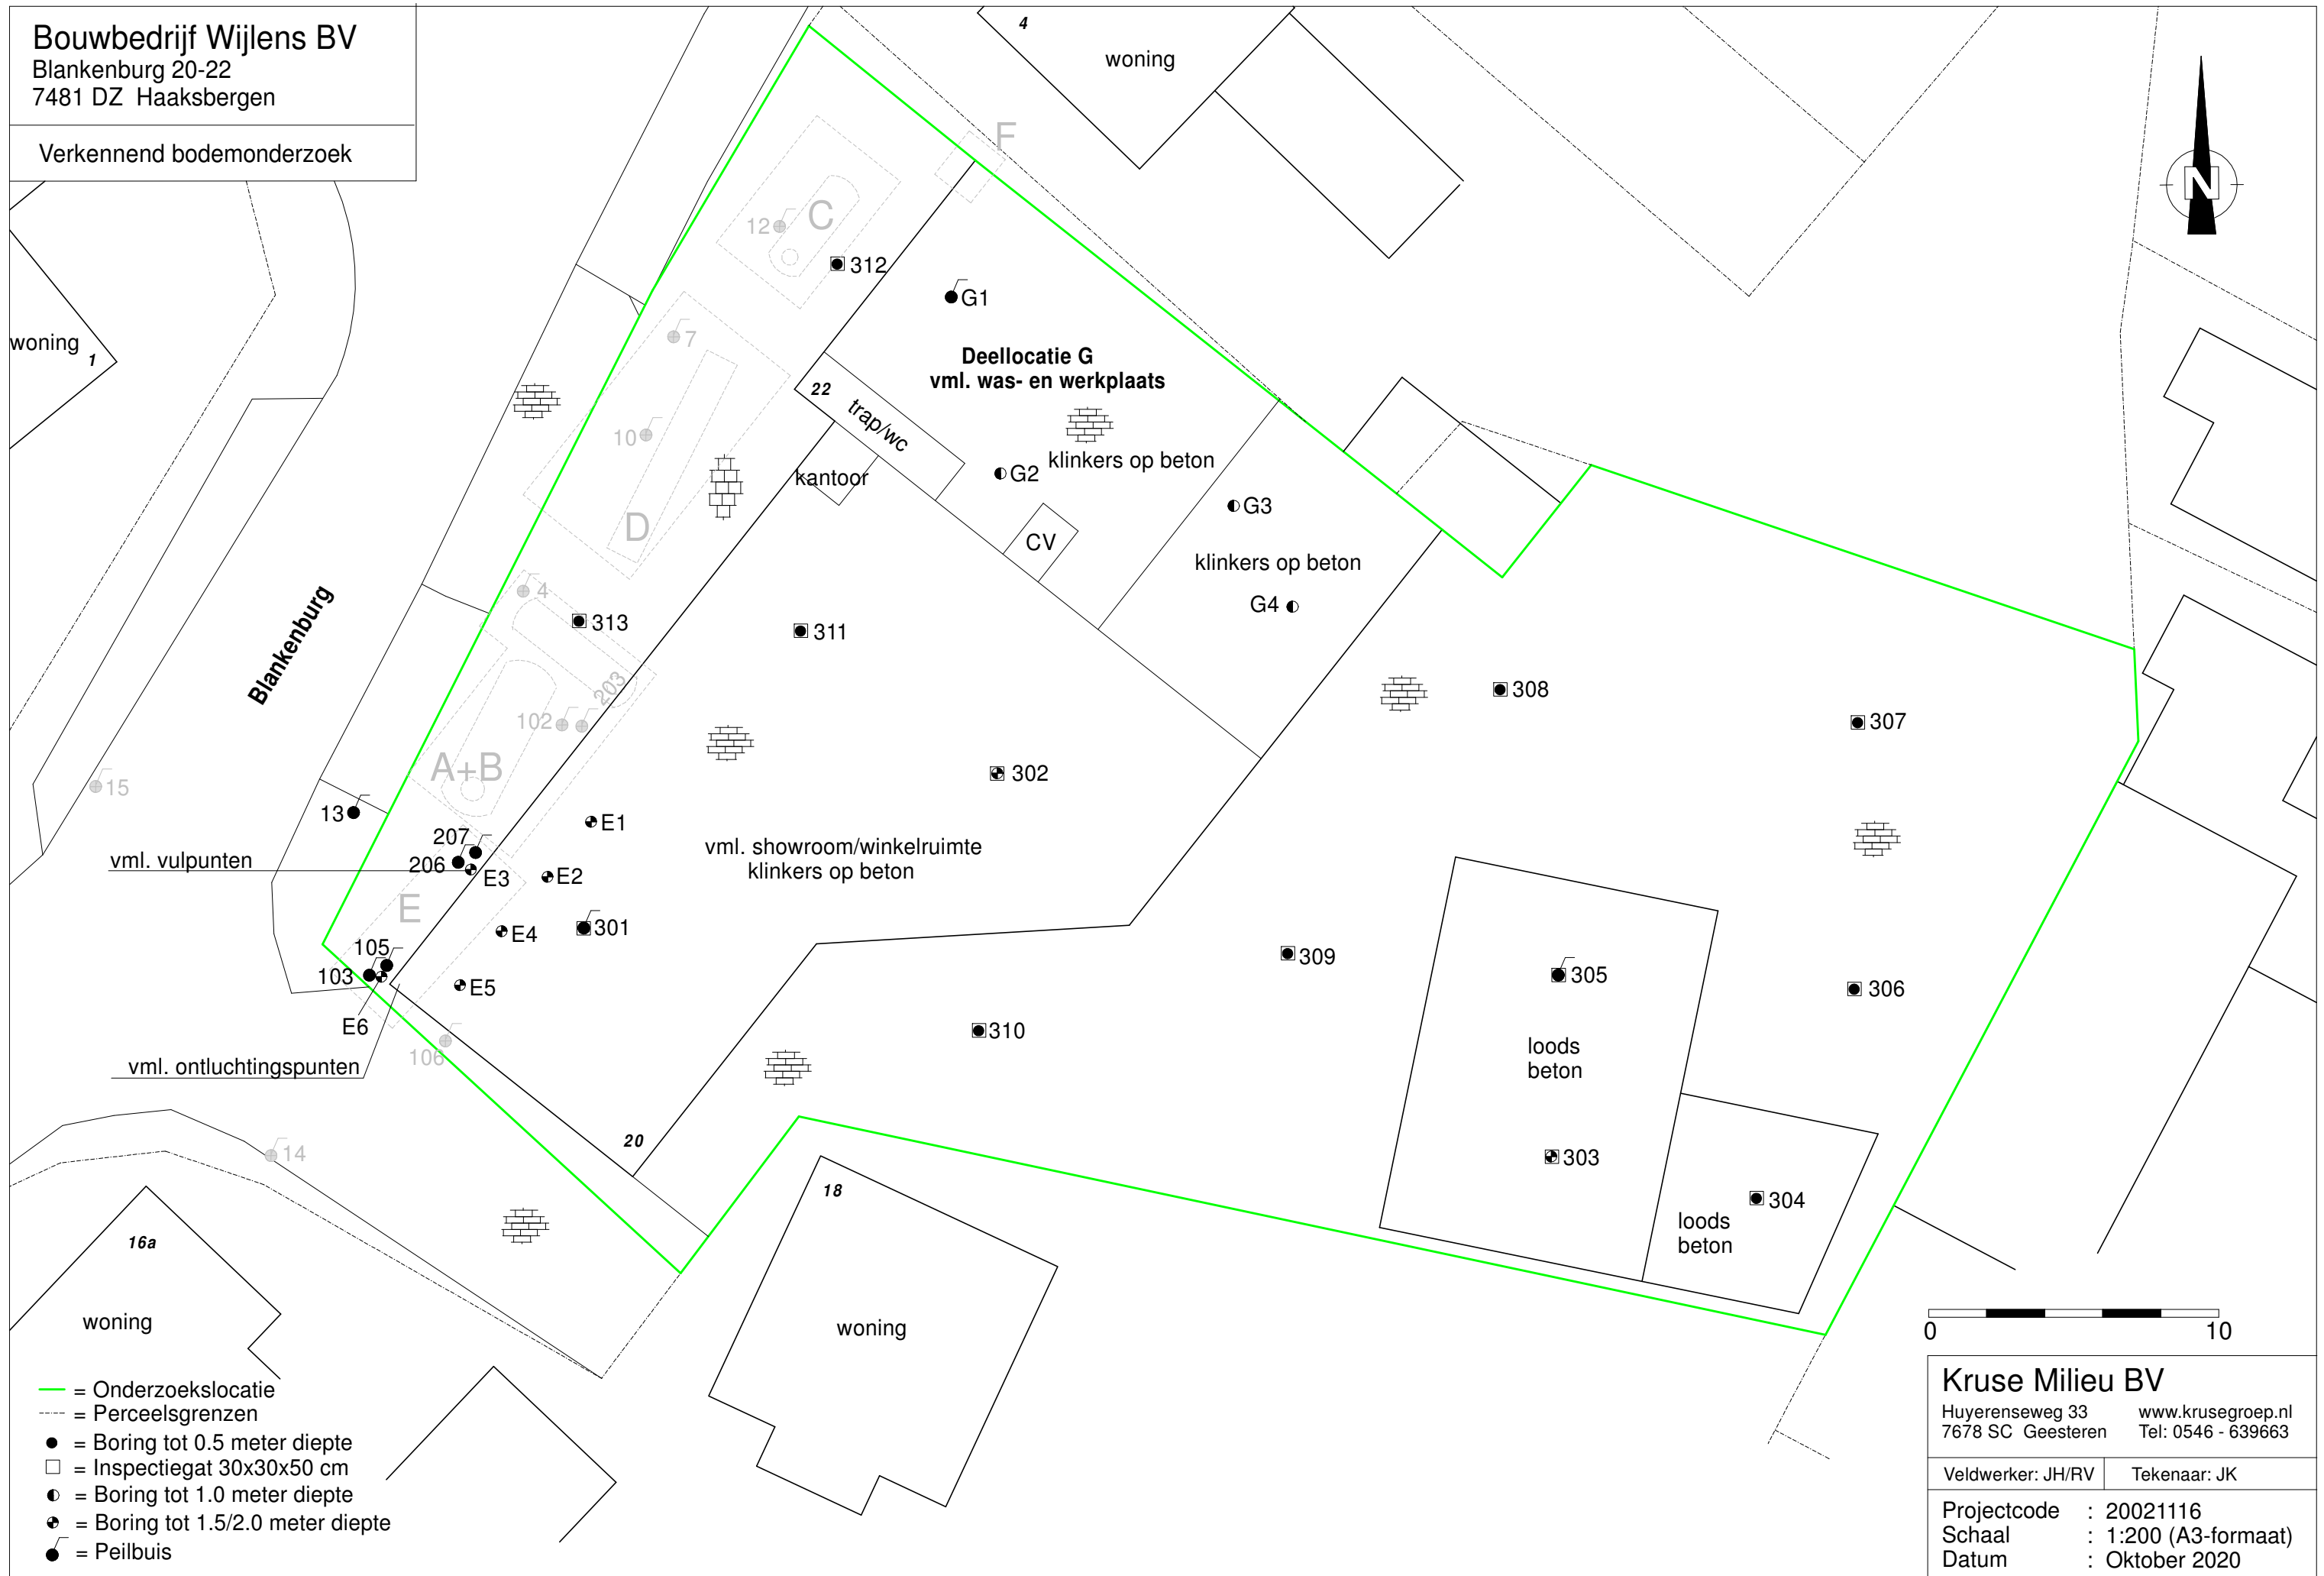 Bouwbedrijf Wijlens BV
Blankenburg 20-22
7481 DZ Haaksbergen
Verkennend bodemonderzoek
4
woning
F
N
C
12
312
G1
7
woning
1
Deellocatie G
vml. was- en werkplaats
22
trap/wc
10
klinkers op beton
G2
kantoor
G3
D
CV
klinkers op beton
4
G4
313
311
Blankenburg
203
308
102
307
A+B
302
15
13
E1
207
vml. vulpunten
206
E3
E2
vml. showroom/winkelruimte
klinkers op beton
E
E4
301
105
103
309
305
E5
306
E6
310
106
loods
beton
vml. ontluchtingspunten
20
14
303
18
304
16a
loods
beton
woning
woning
0
10
= Onderzoekslocatie
= Perceelsgrenzen
= Boring tot 0.5 meter diepte
= Inspectiegat 30x30x50 cm
= Boring tot 1.0 meter diepte
= Boring tot 1.5/2.0 meter diepte
= Peilbuis
Kruse Milieu BV
Huyerenseweg 33 www.krusegroep.nl
7678 SC Geesteren Tel: 0546 - 639663
Veldwerker: JH/RV Tekenaar: JK
Projectcode : 20021116
Schaal : 1:200 (A3-formaat)
Datum : Oktober 2020